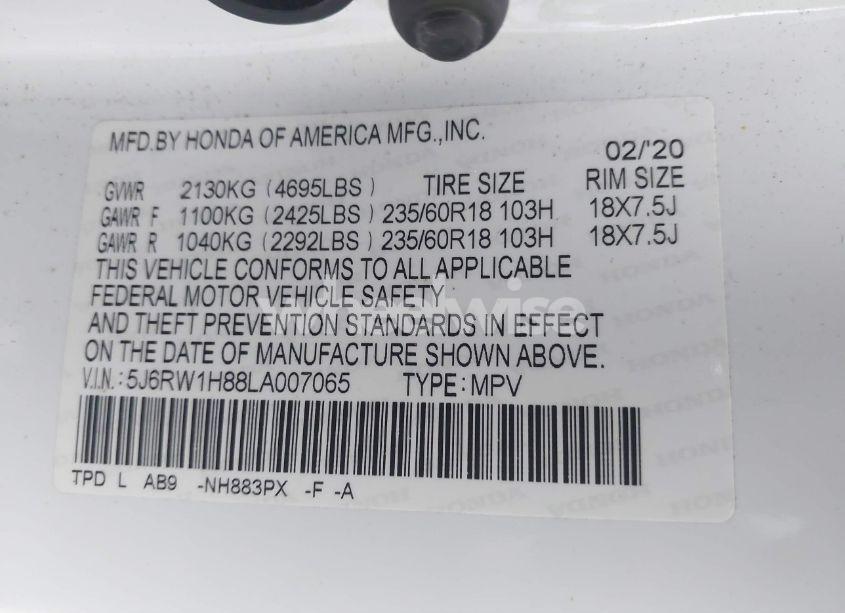 MFD.BY HONDA OF AMERICA MFG.,INC.
02/'20
GVWR 2130KG (4695LBS) TIRE SIZE RIM SIZE
GAWR F 1100KG (2425LBS) 235/60R18 103H 18X7.5J
GAWR R 1040KG (2292LBS) 235/60R18 103H 18X7.5J
THIS VEHICLE CONFORMS TO ALL APPLICABLE
FEDERAL MOTOR VEHICLE SAFETY
AND THEFT PREVENTION STANDARDS IN EFFECT
ON THE DATE OF MANUFACTURE SHOWN ABOVE.
V.I.N.:5J6RW1H88LA007065 TYPE:MPV
TPD L AB9 -NH883PX -F -A